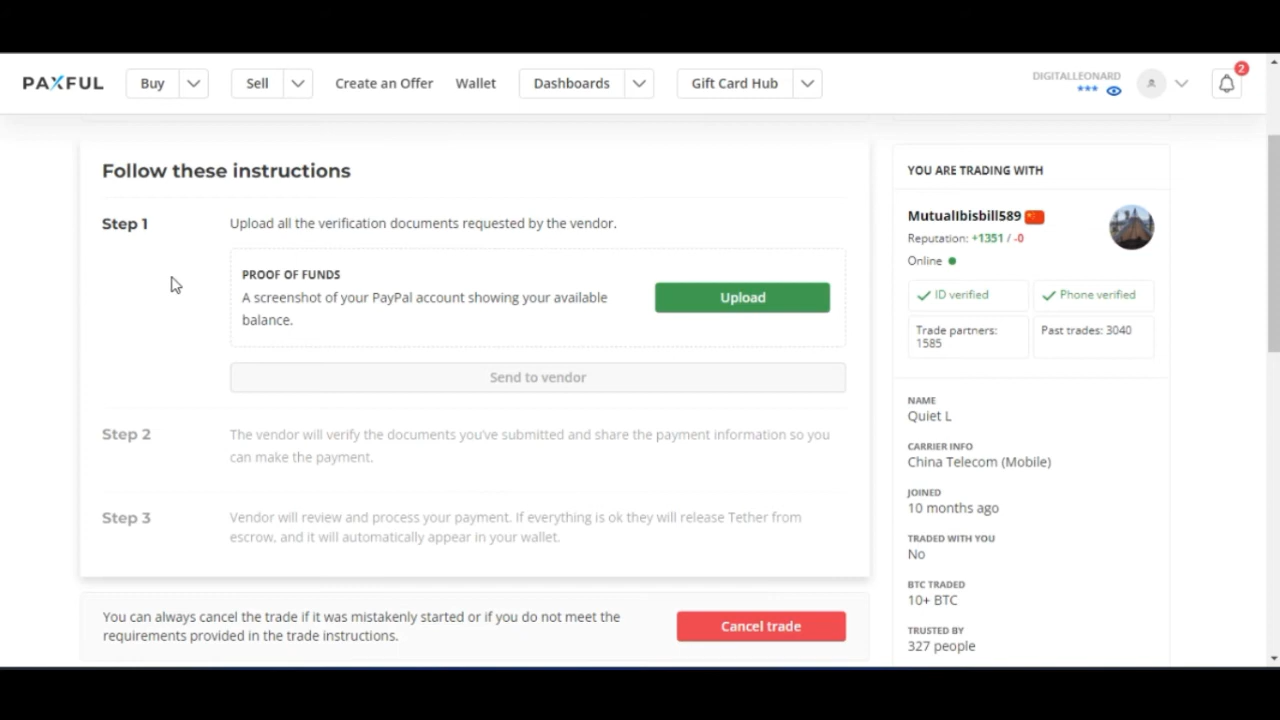 PAXFUL Buy Sell Create an Offer Wallet Dashboards Gift Card Hub DIGITALLEONARD 2
***
Follow these instructions
Step 1 Upload all the verification documents requested by the vendor.
PROOF OF FUNDS
A screenshot of your PayPal account showing your available
balance.
Upload
Send to vendor
Step 2 The vendor will verify the documents you've submitted and share the payment information so you
can make the payment.
Step 3 Vendor will review and process your payment. If everything is ok they will release Tether from
escrow, and it will automatically appear in your wallet.
You can always cancel the trade if it was mistakenly started or if you do not meet the
requirements provided in the trade instructions.
Cancel trade
YOU ARE TRADING WITH
MutualIbisbill589
Reputation: +1351 / -0
Online
ID verified Phone verified
Trade partners:
1585
Past trades: 3040
NAME
Quiet L
CARRIER INFO
China Telecom (Mobile)
JOINED
10 months ago
TRADED WITH YOU
No
BTC TRADED
10+ BTC
TRUSTED BY
327 people